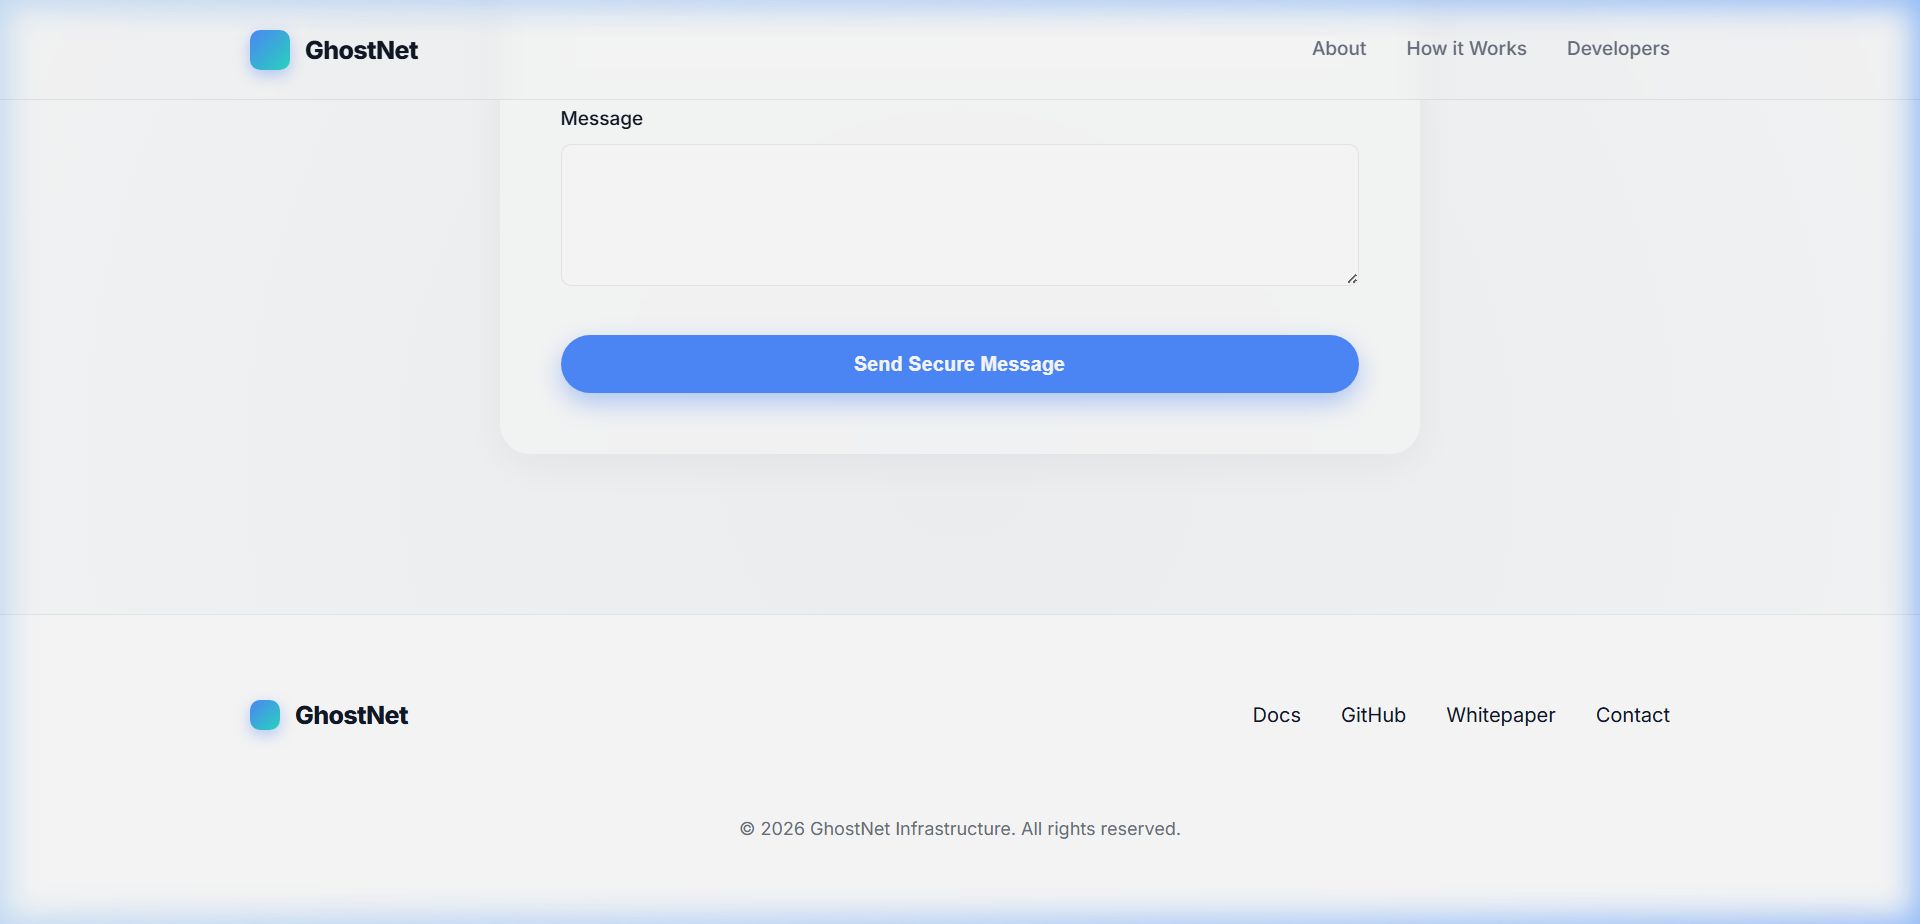 GhostNet
About How it Works Developers
Message
Send Secure Message
GhostNet
Docs GitHub Whitepaper Contact
© 2026 GhostNet Infrastructure. All rights reserved.